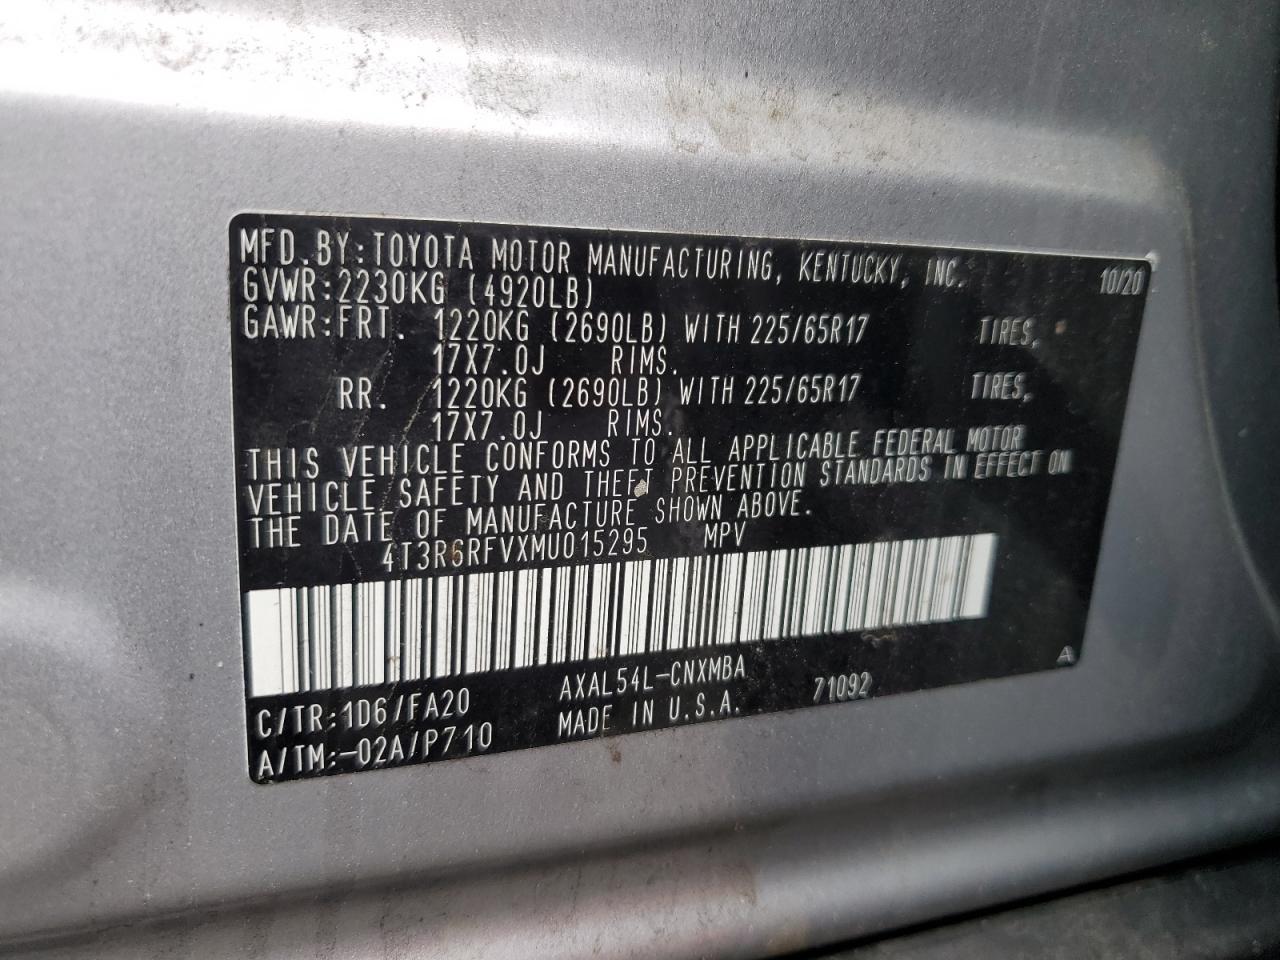 MFD.BY:TOYOTA MOTOR MANUFACTURING, KENTUCKY, INC. 10/20
GVWR:2230KG (4920LB)
GAWR:FRT. 1220KG (2690LB) WITH 225/65R17 TIRES,
17X7.0J RIMS.
RR. 1220KG (2690LB) WITH 225/65R17 TIRES,
17X7.0J RIMS.
THIS VEHICLE CONFORMS TO ALL APPLICABLE FEDERAL MOTOR
VEHICLE SAFETY AND THEFT PREVENTION STANDARDS IN EFFECT ON
THE DATE OF MANUFACTURE SHOWN ABOVE.
4T3R6RFVXMU015295 MPV
C/TR:1D6/FA20 AXAL54L-CNXMBA A
A/TM:-02A/P710 MADE IN U.S.A. 71092